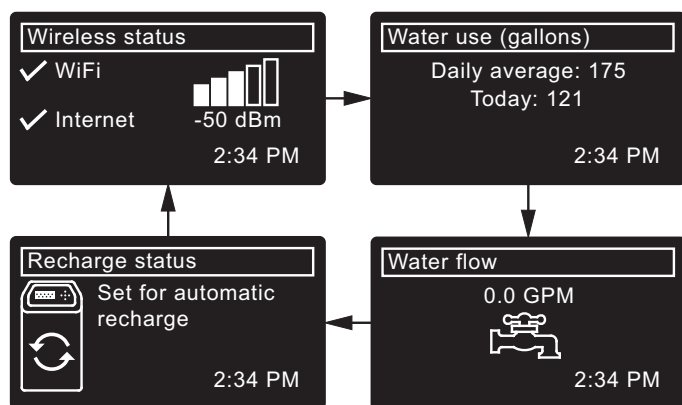 Wireless status
WiFi
Internet
-50 dBm
2:34 PM
Water use (gallons)
Daily average: 175
Today: 121
2:34 PM
Water flow
0.0 GPM
2:34 PM
Recharge status
Set for automatic
recharge
2:34 PM